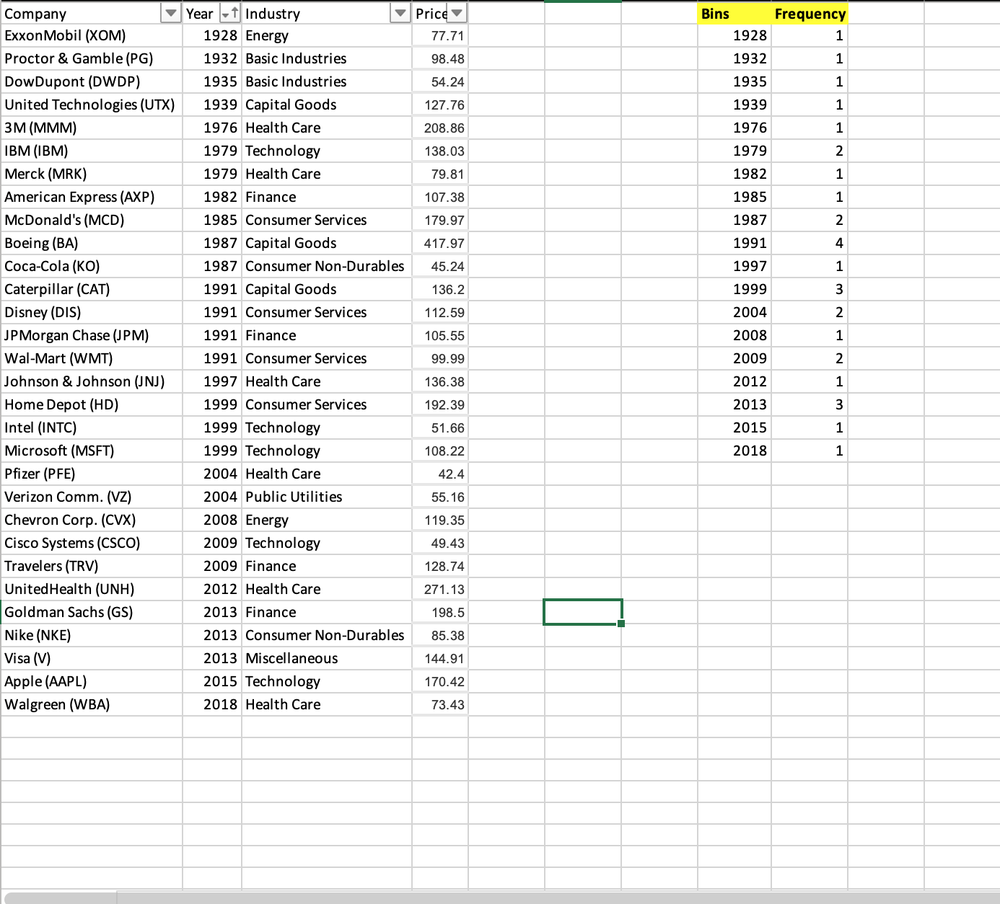 Company Year Industry Price Bins Frequency
ExxonMobil (XOM) 1928 Energy 77.71 1928 1
Proctor & Gamble (PG) 1932 Basic Industries 98.48 1932 1
DowDupont (DWDP) 1935 Basic Industries 54.24 1935 1
United Technologies (UTX) 1939 Capital Goods 127.76 1939 1
3M (MMM) 1976 Health Care 208.86 1976 1
IBM (IBM) 1979 Technology 138.03 1979 2
Merck (MRK) 1979 Health Care 79.81 1982 1
American Express (AXP) 1982 Finance 107.38 1985 1
McDonald's (MCD) 1985 Consumer Services 179.97 1987 2
Boeing (BA) 1987 Capital Goods 417.97 1991 4
Coca-Cola (KO) 1987 Consumer Non-Durables 45.24 1997 1
Caterpillar (CAT) 1991 Capital Goods 136.2 1999 3
Disney (DIS) 1991 Consumer Services 112.59 2004 2
JPMorgan Chase (JPM) 1991 Finance 105.55 2008 1
Wal-Mart (WMT) 1991 Consumer Services 99.99 2009 2
Johnson & Johnson (JNJ) 1997 Health Care 136.38 2012 1
Home Depot (HD) 1999 Consumer Services 192.39 2013 3
Intel (INTC) 1999 Technology 51.66 2015 1
Microsoft (MSFT) 1999 Technology 108.22 2018 1
Pfizer (PFE) 2004 Health Care 42.4
Verizon Comm. (VZ) 2004 Public Utilities 55.16
Chevron Corp. (CVX) 2008 Energy 119.35
Cisco Systems (CSCO) 2009 Technology 49.43
Travelers (TRV) 2009 Finance 128.74
UnitedHealth (UNH) 2012 Health Care 271.13
Goldman Sachs (GS) 2013 Finance 198.5
Nike (NKE) 2013 Consumer Non-Durables 85.38
Visa (V) 2013 Miscellaneous 144.91
Apple (AAPL) 2015 Technology 170.42
Walgreen (WBA) 2018 Health Care 73.43